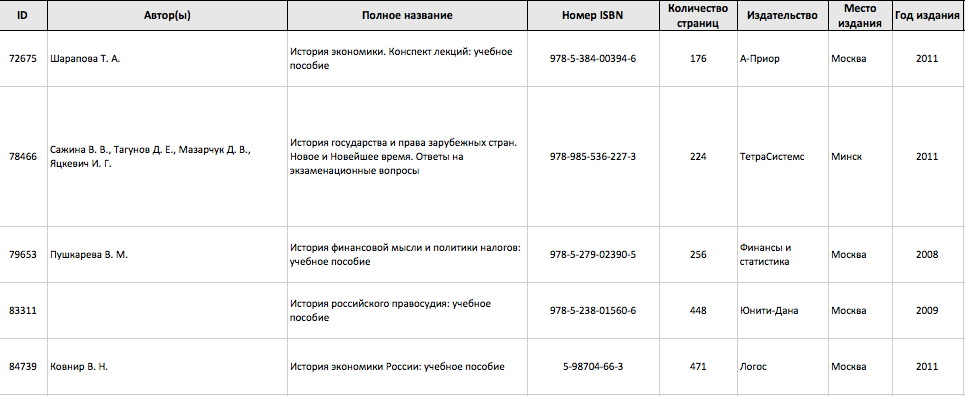 ID Автор(ы) Полное название Номер ISBN Количество страниц Издательство Место издания Год издания
72675 Шарапова Т. А. История экономики. Конспект лекций: учебное пособие 978-5-384-00394-6 176 А-Приор Москва 2011
78466 Сажина В. В., Тагунов Д. Е., Мазарчук Д. В., Яцкевич И. Г. История государства и права зарубежных стран. Новое и Новейшее время. Ответы на экзаменационные вопросы 978-985-536-227-3 224 ТетраСистемс Минск 2011
79653 Пушкарева В. М. История финансовой мысли и политики налогов: учебное пособие 978-5-279-02390-5 256 Финансы и статистика Москва 2008
83311 История российского правосудия: учебное пособие 978-5-238-01560-6 448 Юнити-Дана Москва 2009
84739 Ковнир В. Н. История экономики России: учебное пособие 5-98704-66-3 471 Логос Москва 2011